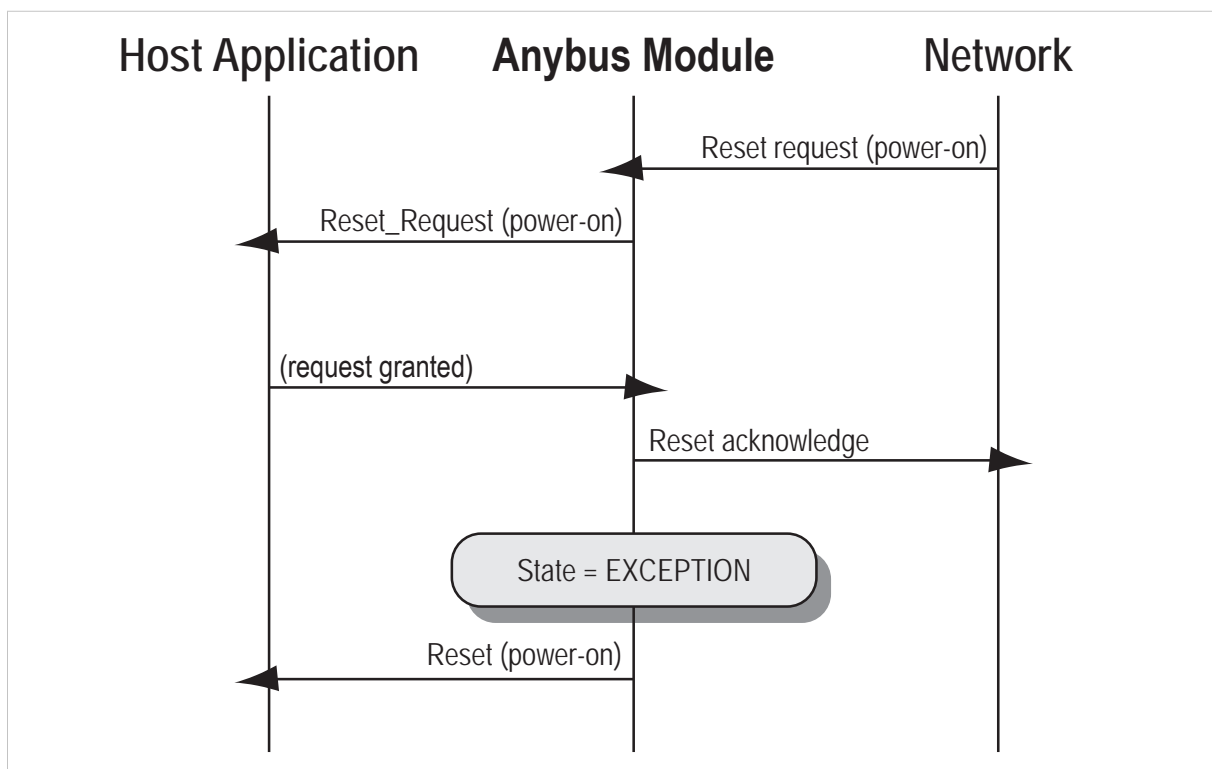 Host Application
Anybus Module
Network
Reset request (power-on)
Reset_Request (power-on)
(request granted)
Reset acknowledge
State = EXCEPTION
Reset (power-on)